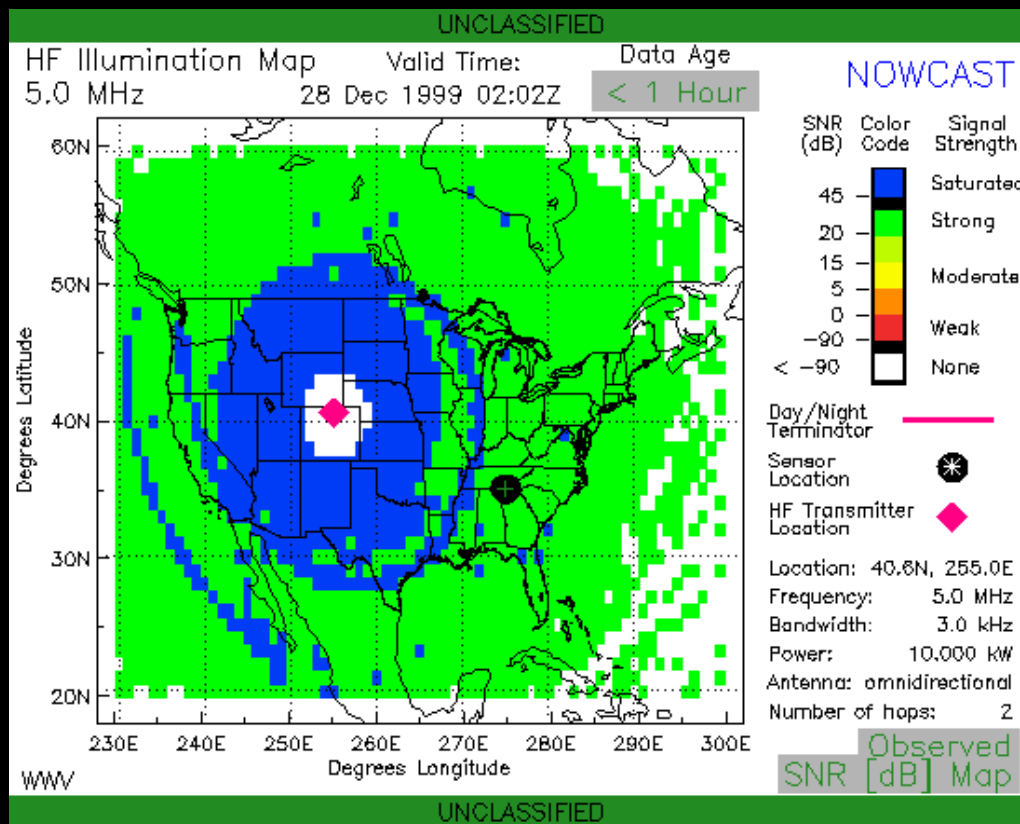 UNCLASSIFIED
HF Illumination Map
5.0 MHz
Valid Time:
28 Dec 1999 02:02Z
Data Age
< 1 Hour
NOWCAST
SNR (dB)
Color Code
Signal Strength
45
20
15
5
0
-90
< -90
Saturated
Strong
Moderate
Weak
None
Day/Night
Terminator
Sensor
Location
HF Transmitter
Location
Location: 40.6N, 255.0E
Frequency: 5.0 MHz
Bandwidth: 3.0 kHz
Power: 10.000 kW
Antenna: omnidirectional
Number of hops: 2
Observed
SNR [dB] Map
60N
50N
40N
30N
20N
Degrees Latitude
230E 240E 250E 260E 270E 280E 290E 300E
Degrees Longitude
WWV
UNCLASSIFIED